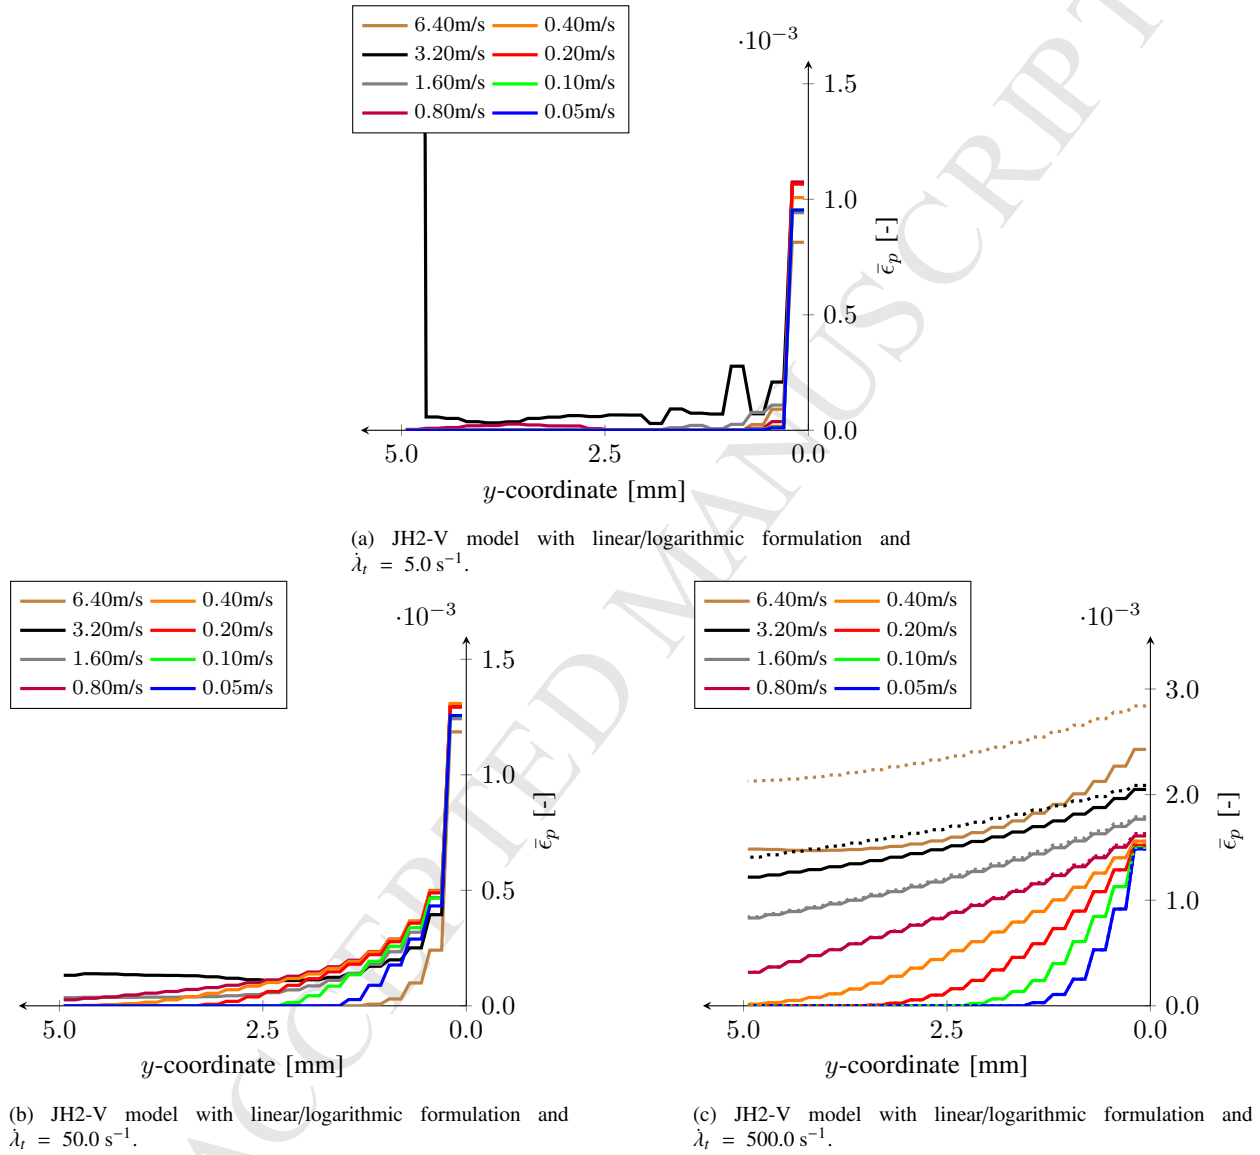 6.40m/s 0.40m/s
3.20m/s 0.20m/s
1.60m/s 0.10m/s
0.80m/s 0.05m/s
·10⁻³
1.5
1.0
0.5
0.0
ϵ̄ₚ [-]
5.0 2.5 0.0
y-coordinate [mm]
(a) JH2-V model with linear/logarithmic formulation and
λ̇ₜ = 5.0 s⁻¹.
6.40m/s 0.40m/s
3.20m/s 0.20m/s
1.60m/s 0.10m/s
0.80m/s 0.05m/s
·10⁻³
1.5
1.0
0.5
0.0
ϵ̄ₚ [-]
5.0 2.5 0.0
y-coordinate [mm]
(b) JH2-V model with linear/logarithmic formulation and
λ̇ₜ = 50.0 s⁻¹.
6.40m/s 0.40m/s
3.20m/s 0.20m/s
1.60m/s 0.10m/s
0.80m/s 0.05m/s
·10⁻³
3.0
2.0
1.0
0.0
ϵ̄ₚ [-]
5.0 2.5 0.0
y-coordinate [mm]
(c) JH2-V model with linear/logarithmic formulation and
λ̇ₜ = 500.0 s⁻¹.
ACCEPTED MANUSCRIPT